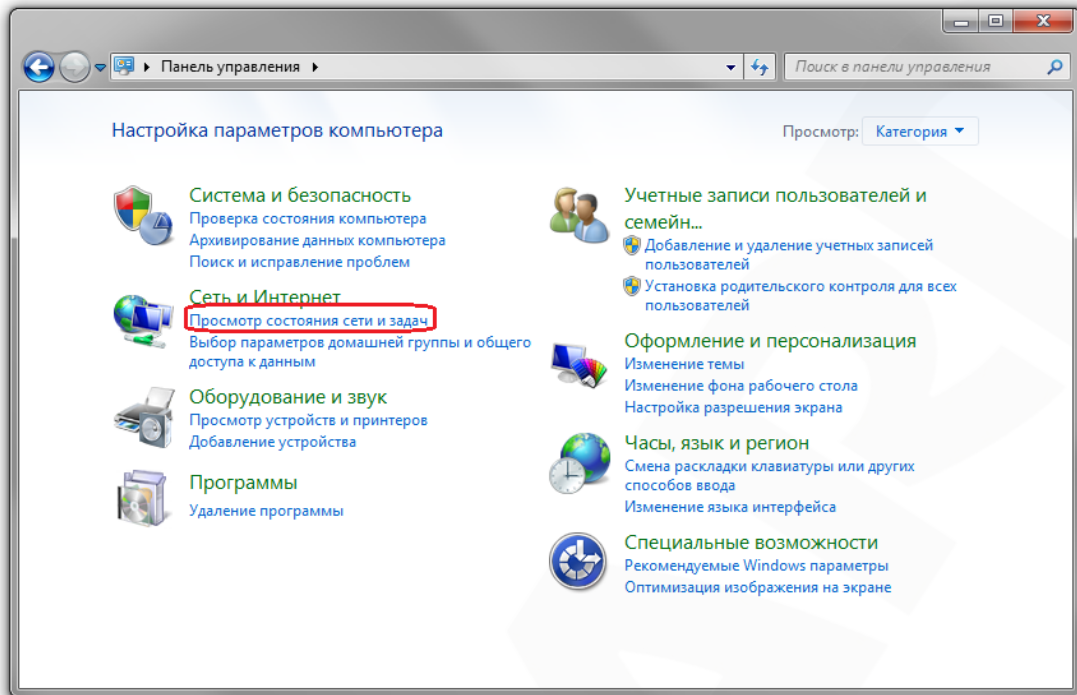 Панель управления
Поиск в панели управления
Настройка параметров компьютера
Просмотр: Категория
Система и безопасность
Проверка состояния компьютера
Архивирование данных компьютера
Поиск и исправление проблем
Сеть и Интернет
Просмотр состояния сети и задач
Выбор параметров домашней группы и общего
доступа к данным
Оборудование и звук
Просмотр устройств и принтеров
Добавление устройства
Программы
Удаление программы
Учетные записи пользователей и
семейн...
Добавление и удаление учетных записей
пользователей
Установка родительского контроля для всех
пользователей
Оформление и персонализация
Изменение темы
Изменение фона рабочего стола
Настройка разрешения экрана
Часы, язык и регион
Смена раскладки клавиатуры или других
способов ввода
Изменение языка интерфейса
Специальные возможности
Рекомендуемые Windows параметры
Оптимизация изображения на экране